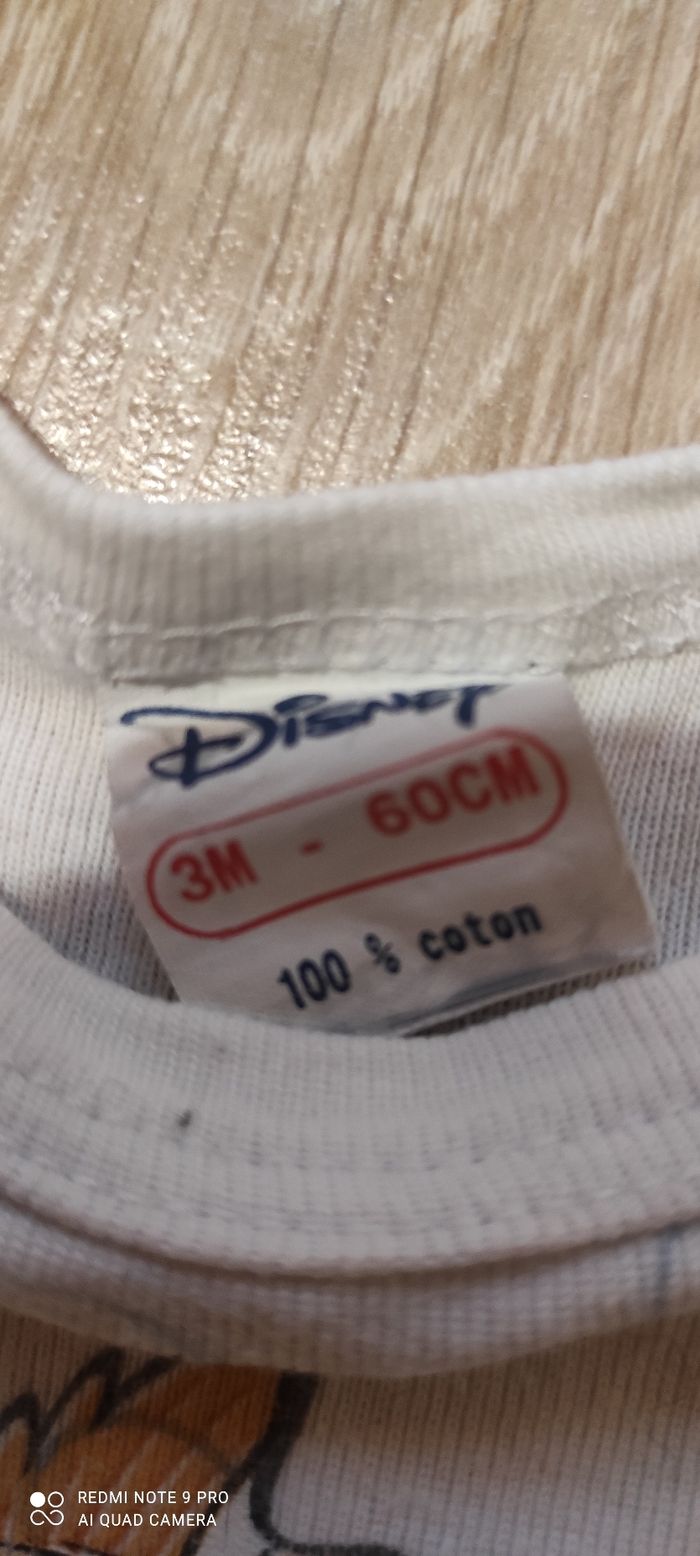 Disney
3M - 60CM
100 % coton
REDMI NOTE 9 PRO
AI QUAD CAMERA